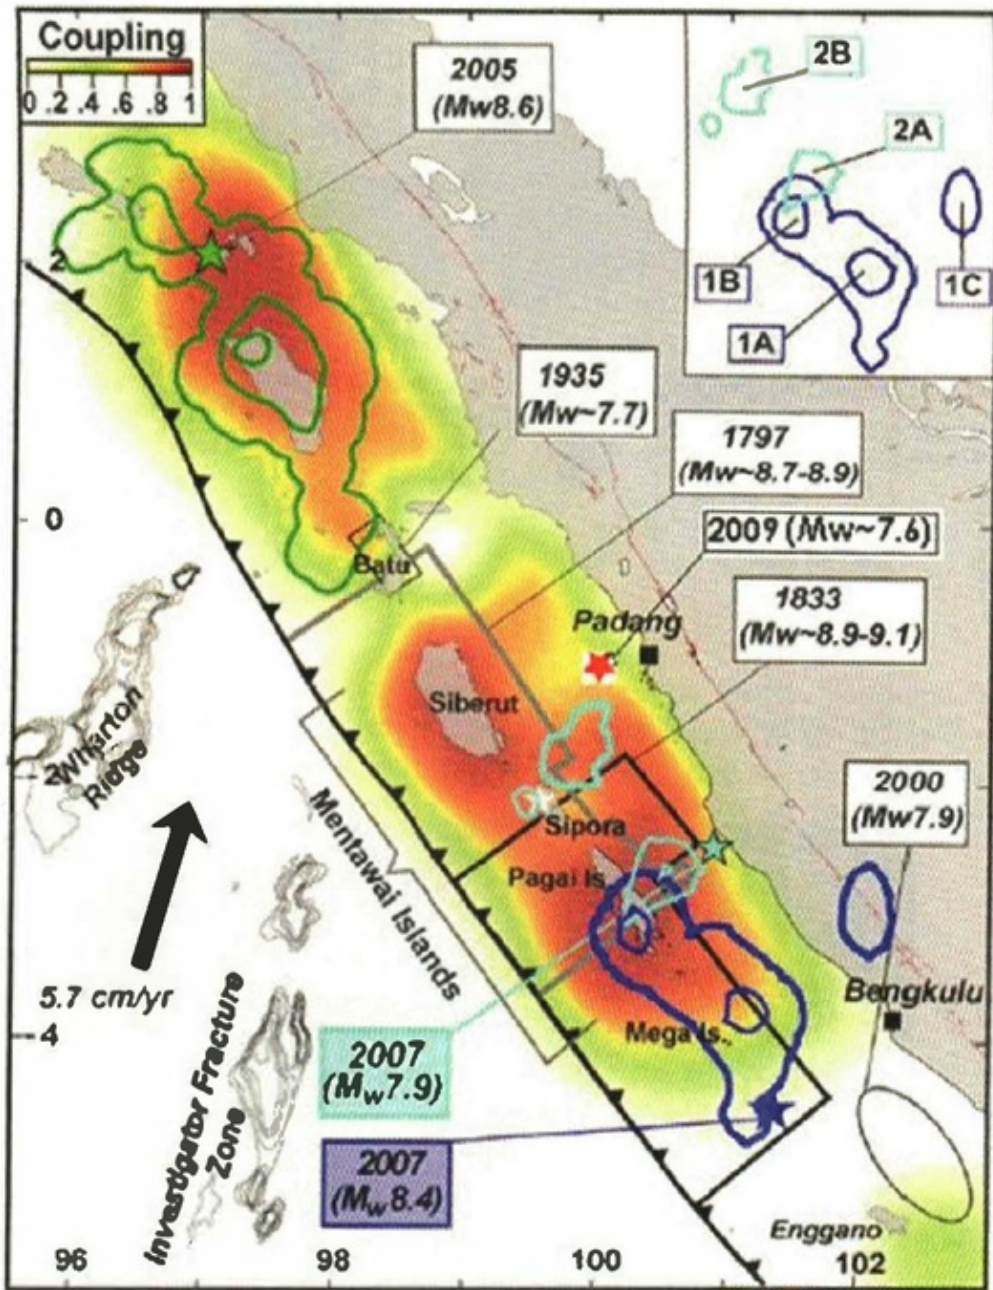 Coupling
0 .2 .4 .6 .8 1
2005
(Mw8.6)
2B
2A
1B
1C
1A
2
1935
(Mw~7.7)
1797
(Mw~8.7-8.9)
0
2009 (Mw~7.6)
Batu
1833
(Mw~8.9-9.1)
Padang
Siberut
Wharton
Ridge
-2
2000
(Mw7.9)
Sipora
Mentawai Islands
Pagai Is.
5.7 cm/yr
Bengkulu
-4
Mega Is..
2007
(Mw7.9)
Investigator Fracture
Zone
2007
(Mw8.4)
Enggano
96
98
100
102